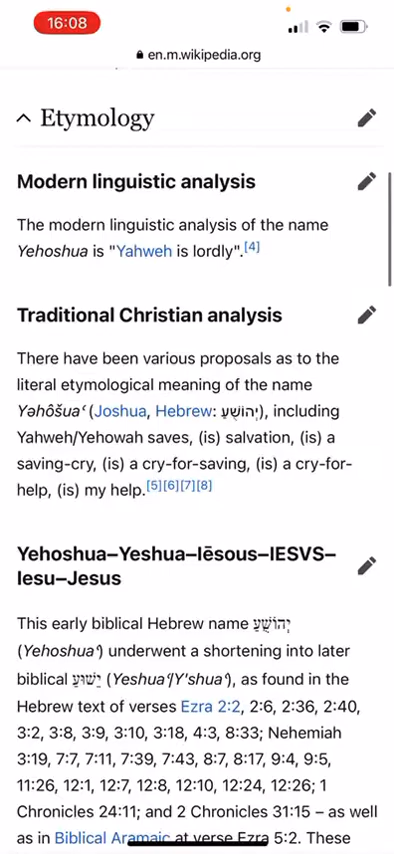 16:08
en.m.wikipedia.org
Etymology
Modern linguistic analysis
The modern linguistic analysis of the name
Yehoshua is "Yahweh is lordly".[4]
Traditional Christian analysis
There have been various proposals as to the
literal etymological meaning of the name
Yəhôšuaʿ (Joshua, Hebrew: יְהוֹשֻׁעַ), including
Yahweh/Yehowah saves, (is) salvation, (is) a
saving-cry, (is) a cry-for-saving, (is) a cry-for-
help, (is) my help.[5][6][7][8]
Yehoshua–Yeshua–Iēsous–IESVS–
Iesu–Jesus
This early biblical Hebrew name יְהוֹשֻׁעַ
(Yehoshuaʿ) underwent a shortening into later
biblical יֵשׁוּעַ (Yeshuaʿ/Y'shuaʿ), as found in the
Hebrew text of verses Ezra 2:2, 2:6, 2:36, 2:40,
3:2, 3:8, 3:9, 3:10, 3:18, 4:3, 8:33; Nehemiah
3:19, 7:7, 7:11, 7:39, 7:43, 8:7, 8:17, 9:4, 9:5,
11:26, 12:1, 12:7, 12:8, 12:10, 12:24, 12:26; 1
Chronicles 24:11; and 2 Chronicles 31:15 – as well
as in Biblical Aramaic at verse Ezra 5:2. These